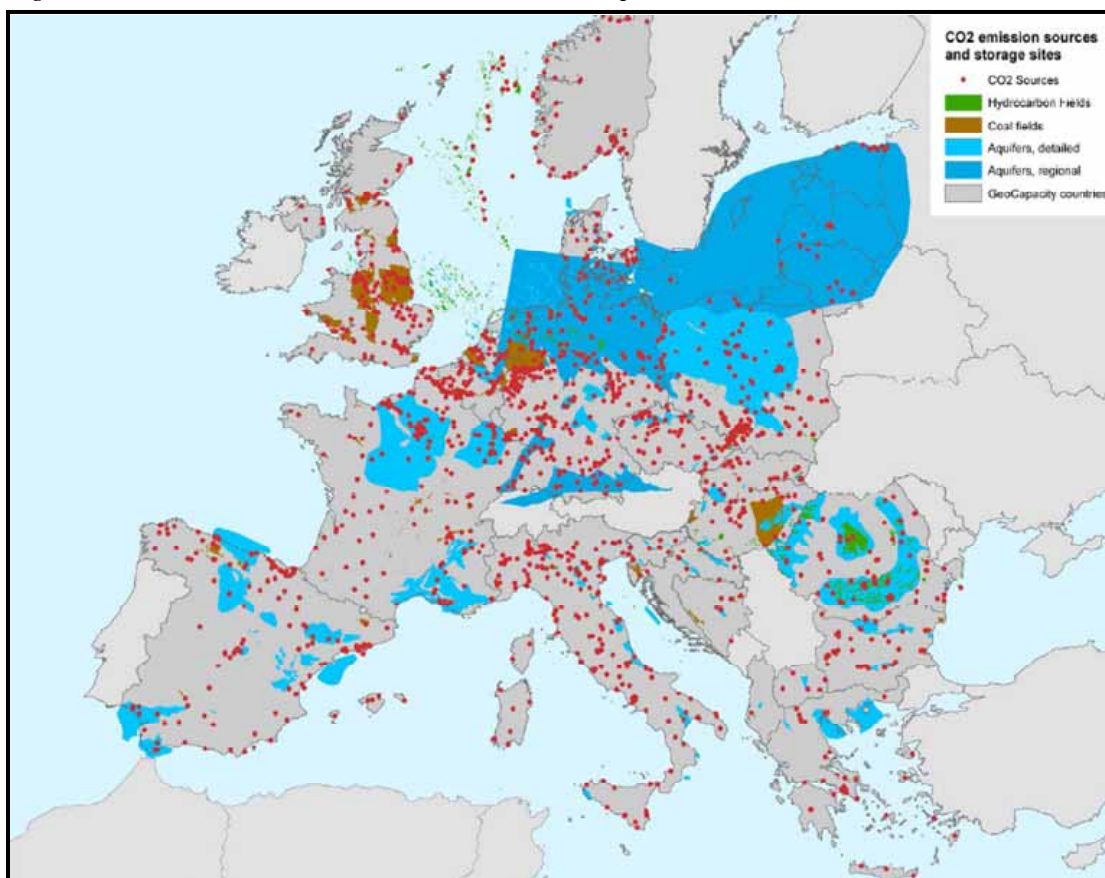 CO2 emission sources
and storage sites
CO2 Sources
Hydrocarbon Fields
Coal fields
Aquifers, detailed
Aquifers, regional
GeoCapacity countries